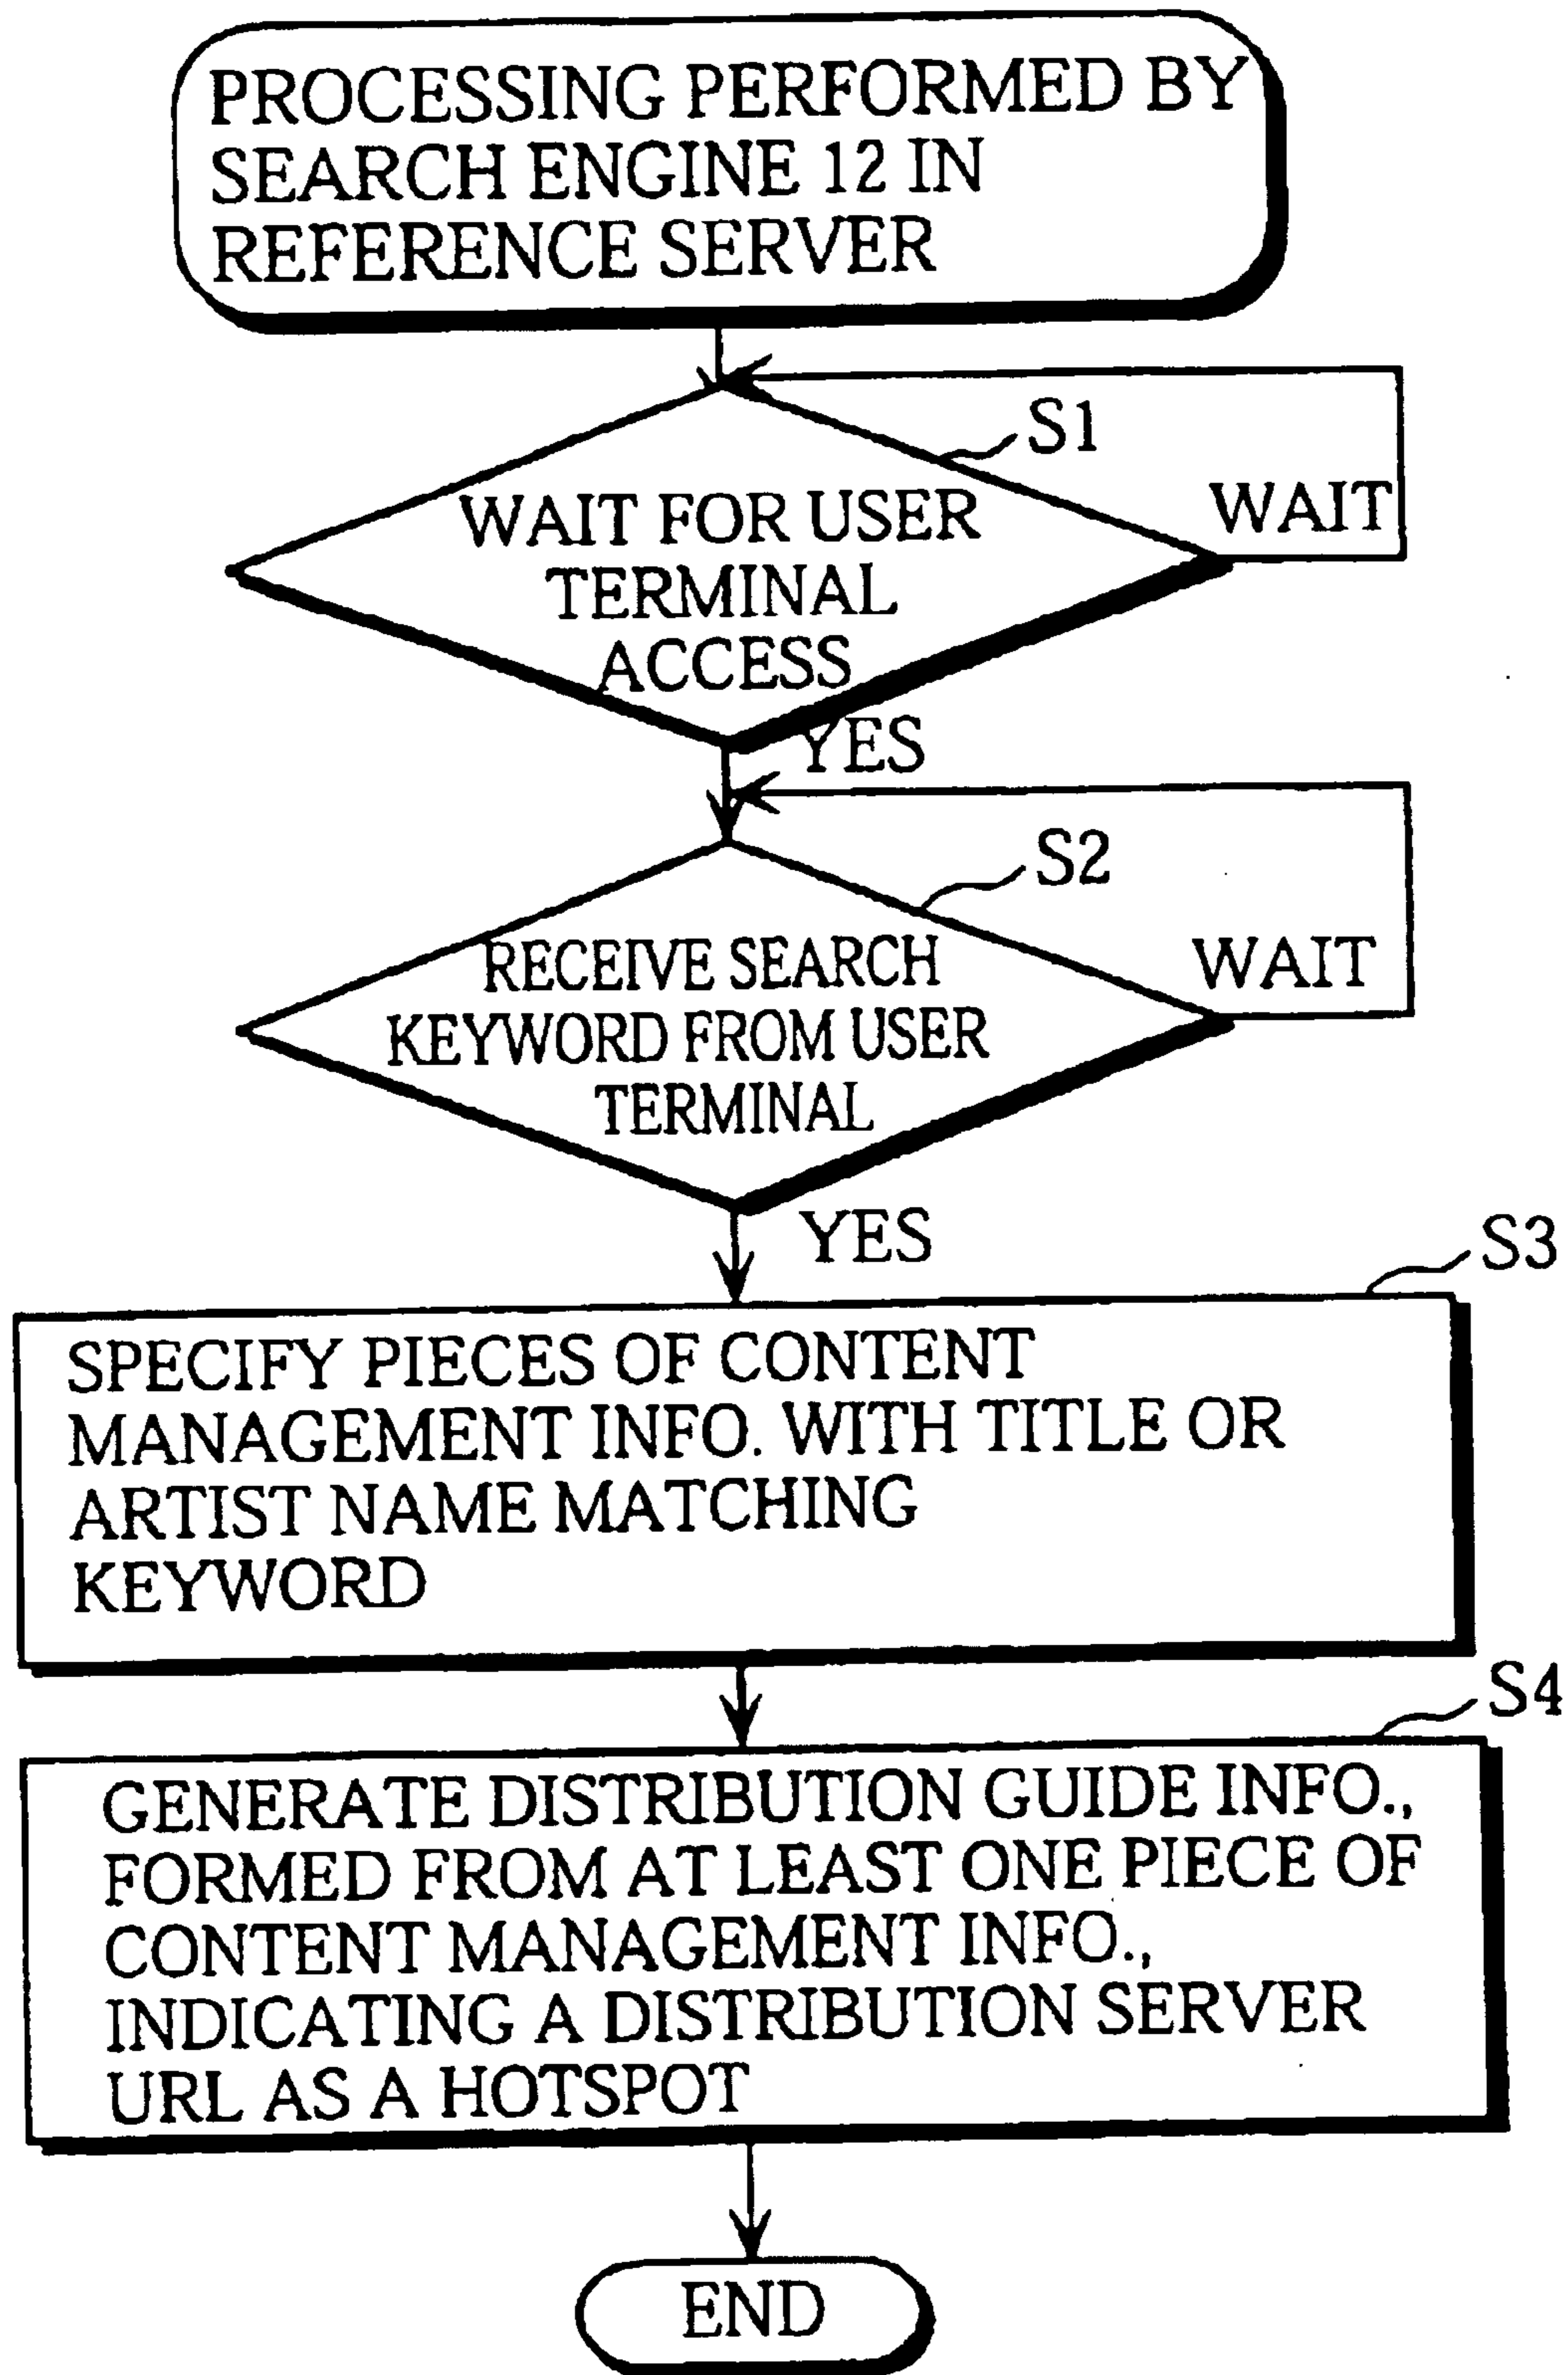 PROCESSING PERFORMED BY
SEARCH ENGINE 12 IN
REFERENCE SERVER
S1
WAIT FOR USER
TERMINAL
ACCESS
WAIT
YES
S2
RECEIVE SEARCH
KEYWORD FROM USER
TERMINAL
WAIT
YES
S3
SPECIFY PIECES OF CONTENT
MANAGEMENT INFO. WITH TITLE OR
ARTIST NAME MATCHING
KEYWORD
S4
GENERATE DISTRIBUTION GUIDE INFO.,
FORMED FROM AT LEAST ONE PIECE OF
CONTENT MANAGEMENT INFO.,
INDICATING A DISTRIBUTION SERVER
URL AS A HOTSPOT
END